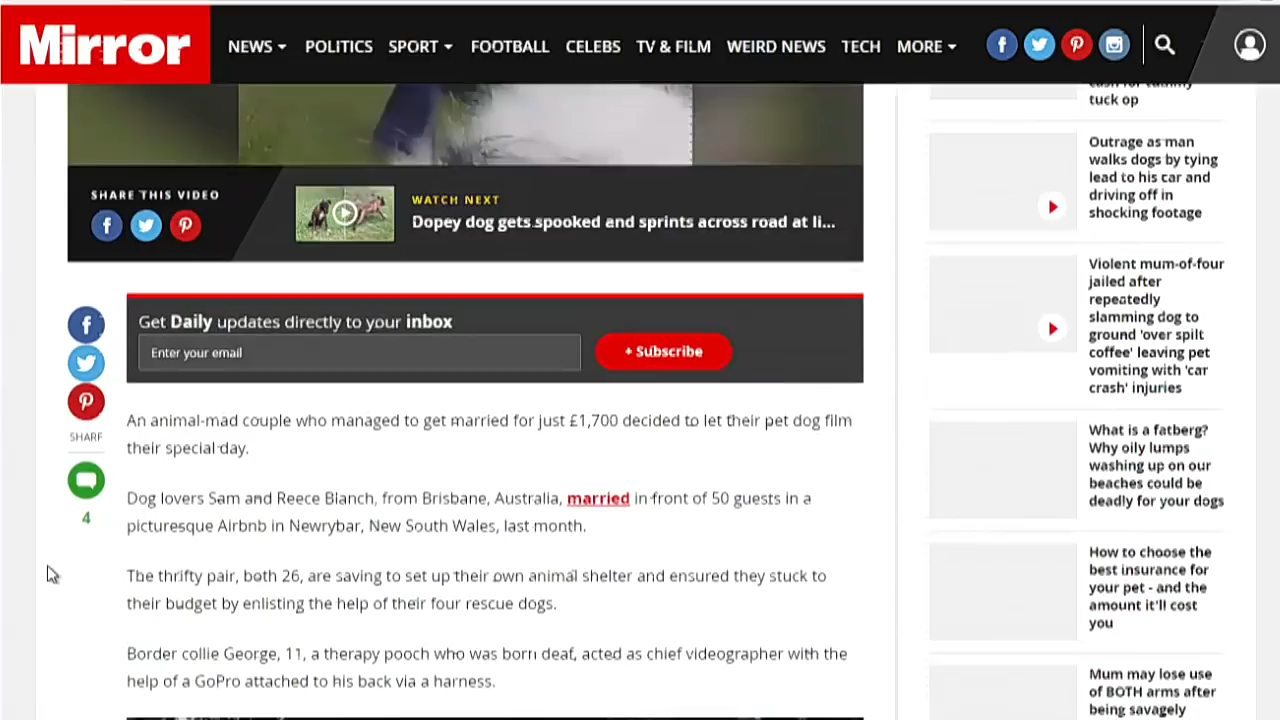 Mirror
NEWS POLITICS SPORT FOOTBALL CELEBS TV & FILM WEIRD NEWS TECH MORE
SHARE THIS VIDEO
WATCH NEXT
Dopey dog gets spooked and sprints across road at li...
Get Daily updates directly to your inbox
Enter your email
+ Subscribe
SHARE
4
An animal-mad couple who managed to get married for just £1,700 decided to let their pet dog film
their special day.
Dog lovers Sam and Reece Blanch, from Brisbane, Australia, married in front of 50 guests in a
picturesque Airbnb in Newrybar, New South Wales, last month.
The thrifty pair, both 26, are saving to set up their own animal shelter and ensured they stuck to
their budget by enlisting the help of their four rescue dogs.
Border collie George, 11, a therapy pooch who was born deaf, acted as chief videographer with the
help of a GoPro attached to his back via a harness.
tuck op
Outrage as man
walks dogs by tying
lead to his car and
driving off in
shocking footage
Violent mum-of-four
jailed after
repeatedly
slamming dog to
ground 'over spilt
coffee' leaving pet
vomiting with 'car
crash' injuries
What is a fatberg?
Why oily lumps
washing up on our
beaches could be
deadly for your dogs
How to choose the
best insurance for
your pet - and the
amount it'll cost
you
Mum may lose use
of BOTH arms after
being savagely